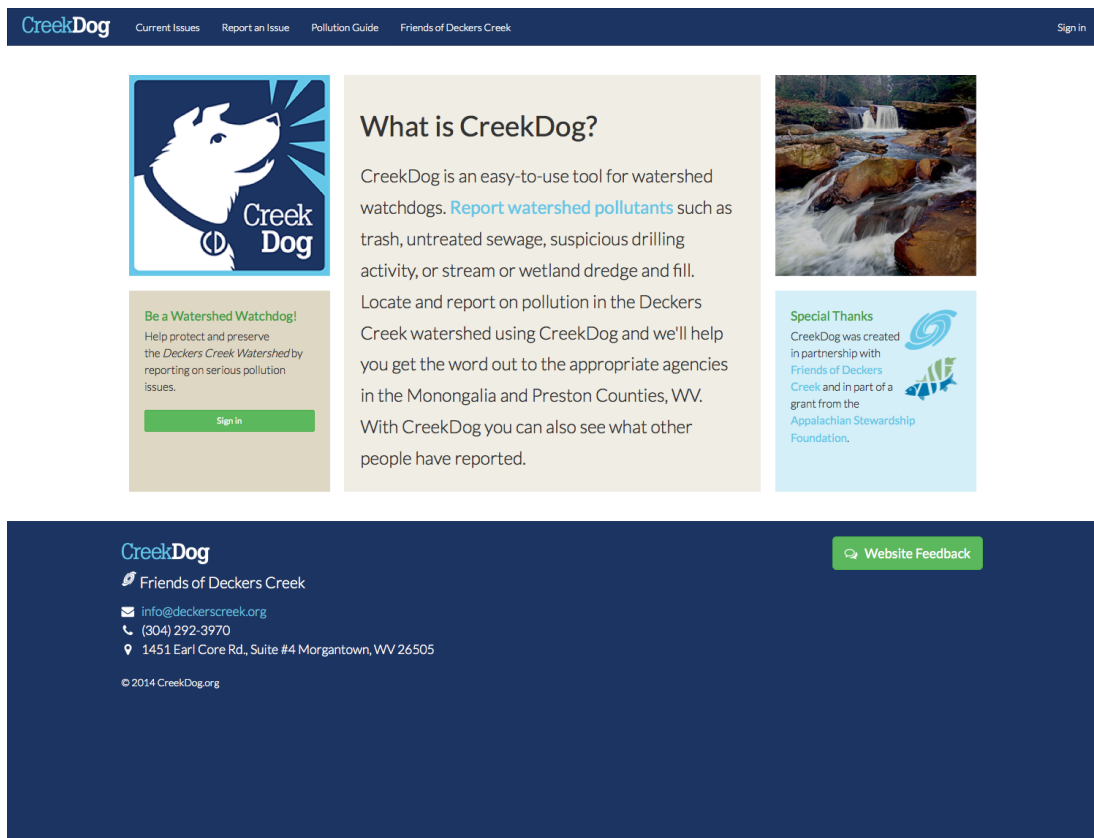 CreekDog
Current Issues
Report an Issue
Pollution Guide
Friends of Deckers Creek
Sign in
Creek
Dog
CD
Be a Watershed Watchdog!
Help protect and preserve
the Deckers Creek Watershed by
reporting on serious pollution
issues.
Sign in
What is CreekDog?
CreekDog is an easy-to-use tool for watershed
watchdogs. Report watershed pollutants such as
trash, untreated sewage, suspicious drilling
activity, or stream or wetland dredge and fill.
Locate and report on pollution in the Deckers
Creek watershed using CreekDog and we'll help
you get the word out to the appropriate agencies
in the Monongalia and Preston Counties, WV.
With CreekDog you can also see what other
people have reported.
Special Thanks
CreekDog was created
in partnership with
Friends of Deckers
Creek and in part of a
grant from the
Appalachian Stewardship
Foundation.
CreekDog
Friends of Deckers Creek
info@deckerscreek.org
(304) 292-3970
1451 Earl Core Rd., Suite #4 Morgantown, WV 26505
© 2014 CreekDog.org
Website Feedback